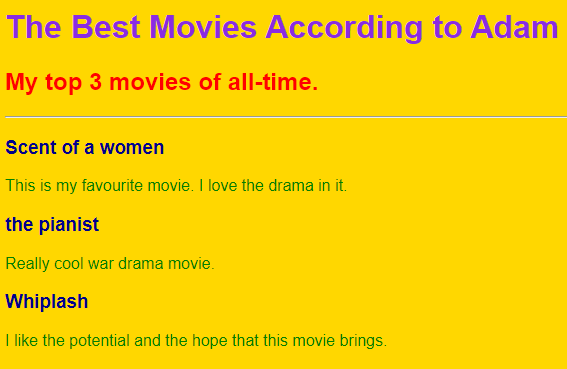 The Best Movies According to Adam
My top 3 movies of all-time.
Scent of a women
This is my favourite movie. I love the drama in it.
the pianist
Really cool war drama movie.
Whiplash
I like the potential and the hope that this movie brings.